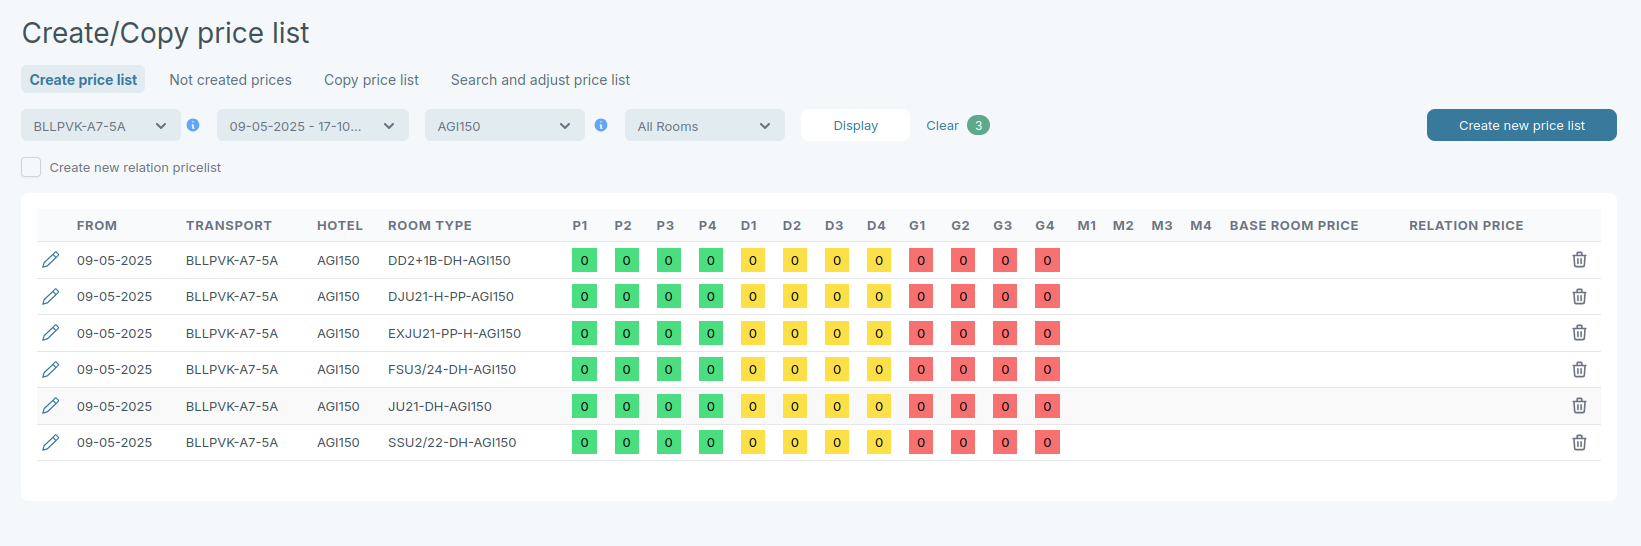 Create/Copy price list
Create price list Not created prices Copy price list Search and adjust price list
BLLPVK-A7-5A 09-05-2025 - 17-10... AGI150 All Rooms Display Clear 3 Create new price list
Create new relation pricelist
FROM TRANSPORT HOTEL ROOM TYPE P1 P2 P3 P4 D1 D2 D3 D4 G1 G2 G3 G4 M1 M2 M3 M4 BASE ROOM PRICE RELATION PRICE
09-05-2025 BLLPVK-A7-5A AGI150 DD2+1B-DH-AGI150 0 0 0 0 0 0 0 0 0 0 0 0
09-05-2025 BLLPVK-A7-5A AGI150 DJU21-H-PP-AGI150 0 0 0 0 0 0 0 0 0 0 0 0
09-05-2025 BLLPVK-A7-5A AGI150 EXJU21-PP-H-AGI150 0 0 0 0 0 0 0 0 0 0 0 0
09-05-2025 BLLPVK-A7-5A AGI150 FSU3/24-DH-AGI150 0 0 0 0 0 0 0 0 0 0 0 0
09-05-2025 BLLPVK-A7-5A AGI150 JU21-DH-AGI150 0 0 0 0 0 0 0 0 0 0 0 0
09-05-2025 BLLPVK-A7-5A AGI150 SSU2/22-DH-AGI150 0 0 0 0 0 0 0 0 0 0 0 0